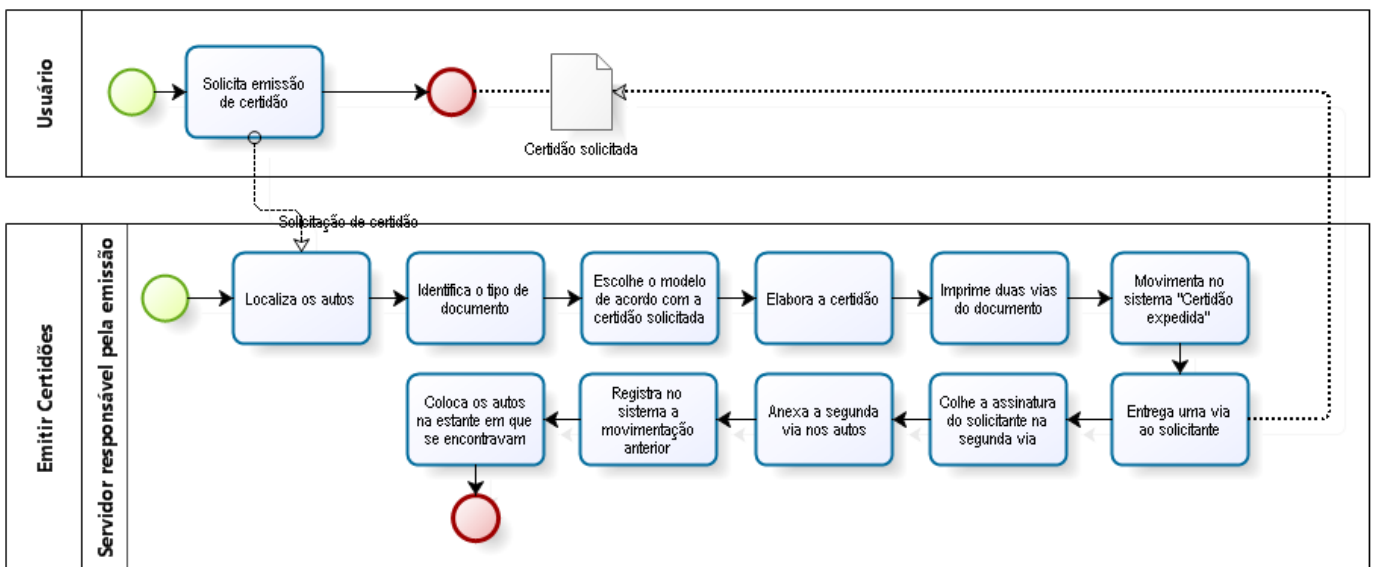 Usuário
Solicita emissão
de certidão
Certidão solicitada
Solicitação de certidão
Emitir Certidões
Servidor responsável pela emissão
Localiza os autos
Identifica o tipo de
documento
Escolhe o modelo
de acordo com a
certidão solicitada
Elabora a certidão
Imprime duas vias
do documento
Movimenta no
sistema "Certidão
expedida"
Coloca os autos
na estante em que
se encontravam
Registra no
sistema a
movimentação
anterior
Anexa a segunda
via nos autos
Colhe a assinatura
do solicitante na
segunda via
Entrega uma via
ao solicitante